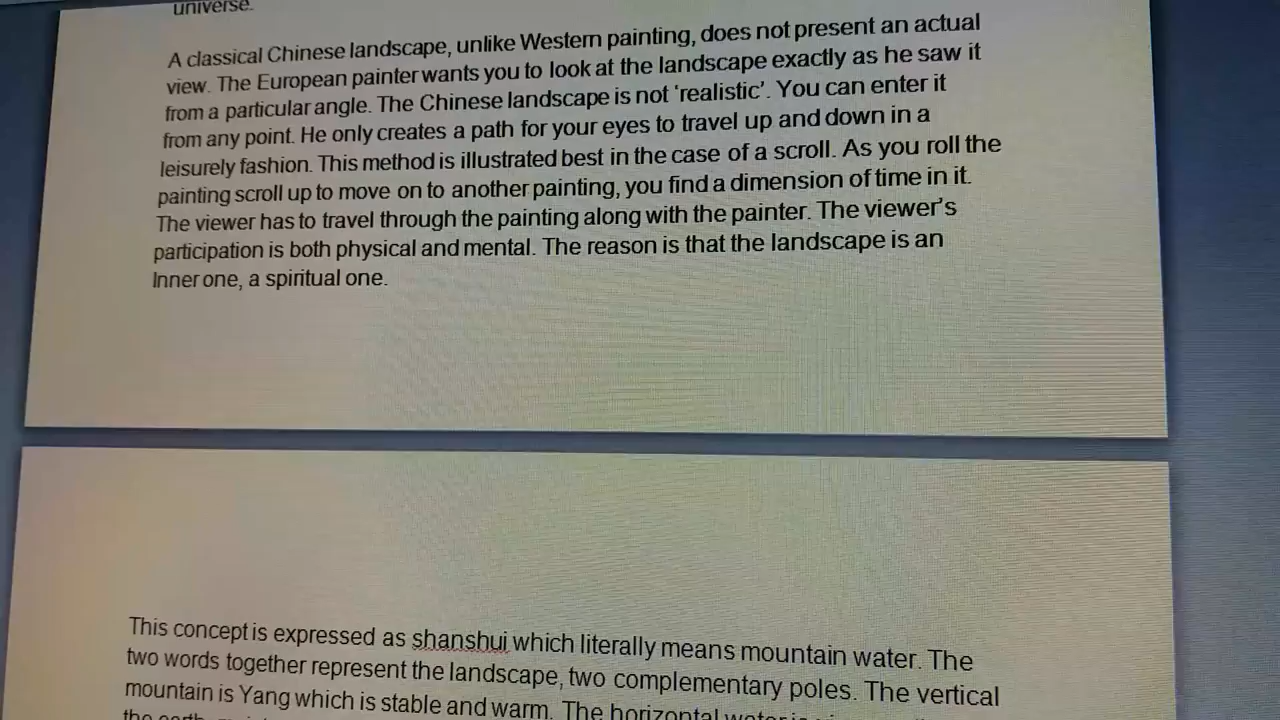 universe.
A classical Chinese landscape, unlike Western painting, does not present an actual
view. The European painter wants you to look at the landscape exactly as he saw it
from a particular angle. The Chinese landscape is not ‘realistic’. You can enter it
from any point. He only creates a path for your eyes to travel up and down in a
leisurely fashion. This method is illustrated best in the case of a scroll. As you roll the
painting scroll up to move on to another painting, you find a dimension of time in it.
The viewer has to travel through the painting along with the painter. The viewer’s
participation is both physical and mental. The reason is that the landscape is an
Inner one, a spiritual one.
This concept is expressed as shanshui which literally means mountain water. The
two words together represent the landscape, two complementary poles. The vertical
mountain is Yang which is stable and warm. The horizontal water is
the earth